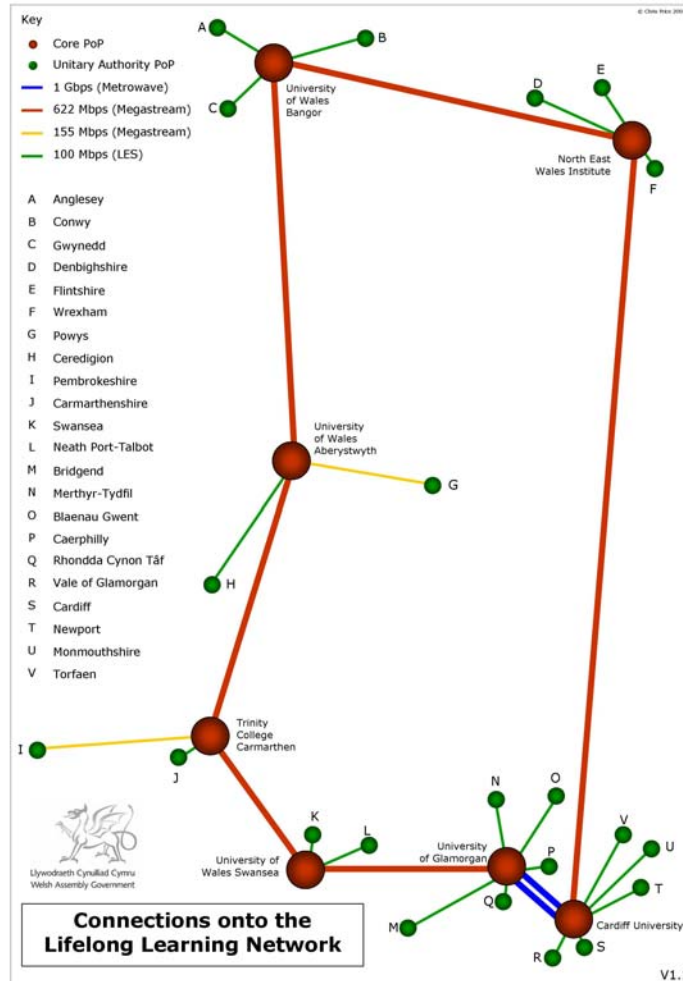 © Chris Price
Key
Core PoP
Unitary Authority PoP
1 Gbps (Metrowave)
622 Mbps (Megastream)
155 Mbps (Megastream)
100 Mbps (LES)
A Anglesey
B Conwy
C Gwynedd
D Denbighshire
E Flintshire
F Wrexham
G Powys
H Ceredigion
I Pembrokeshire
J Carmarthenshire
K Swansea
L Neath Port-Talbot
M Bridgend
N Merthyr-Tydfil
O Blaenau Gwent
P Caerphilly
Q Rhondda Cynon Tâf
R Vale of Glamorgan
S Cardiff
T Newport
U Monmouthshire
V Torfaen
A
B
C
University
of Wales
Bangor
D
E
F
North East
Wales Institute
University
of Wales
Aberystwyth
G
H
Trinity
College
Carmarthen
I
J
K
L
University of
Wales Swansea
N
O
University
of Glamorgan
P
Q
M
V
U
T
Cardiff University
S
R
Llywodraeth Cynulliad Cymru
Welsh Assembly Government
Connections onto the
Lifelong Learning Network